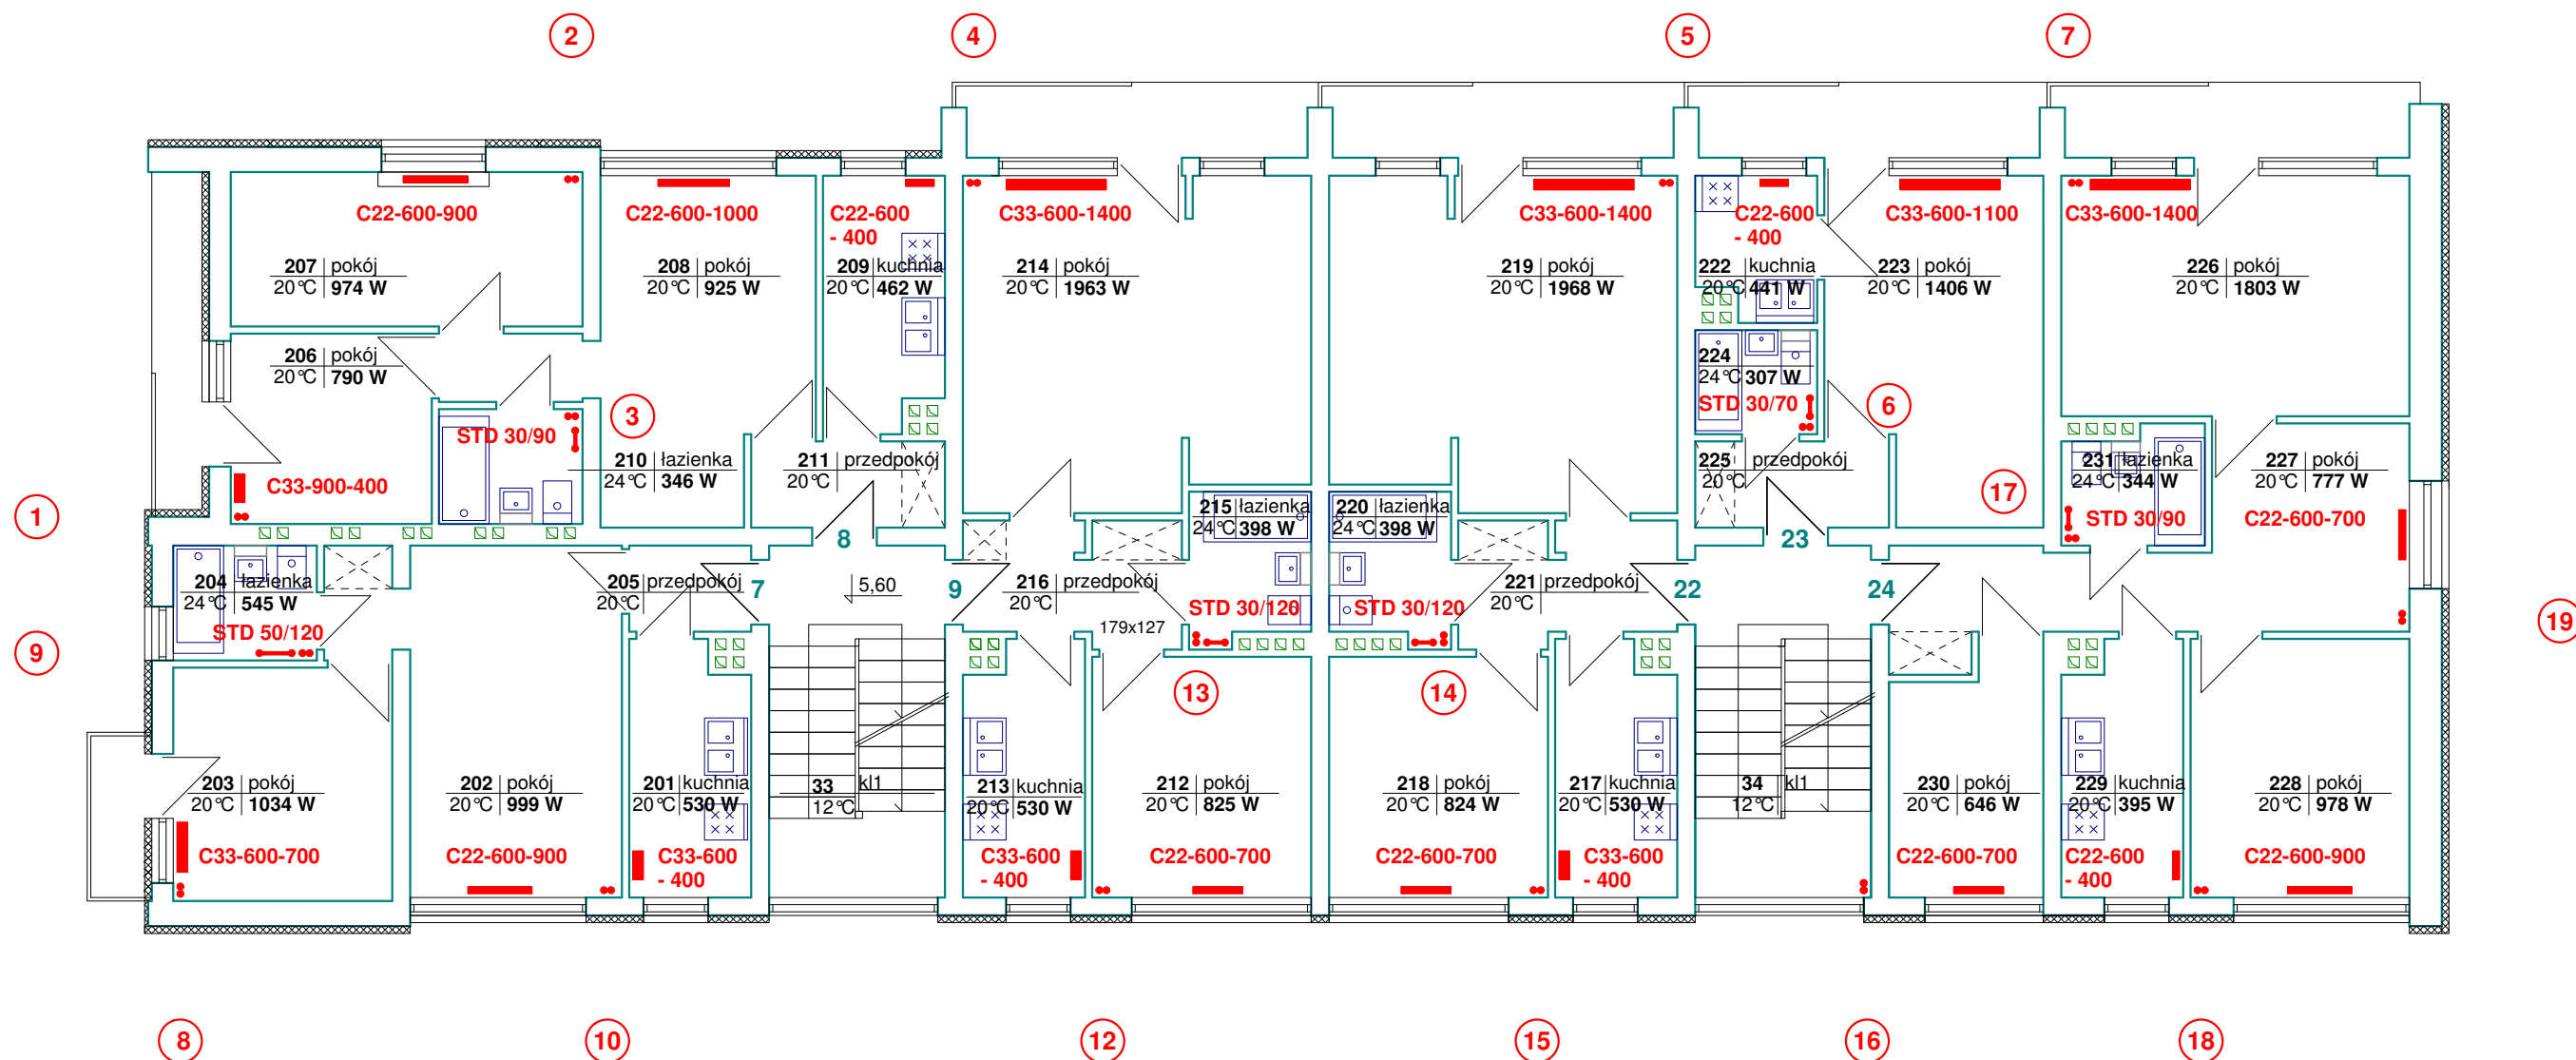 2
4
5
7
C22-600-900
C22-600-1000
C22-600
- 400
C33-600-1400
C33-600-1400
C22-600
- 400
C33-600-1100
C33-600-1400
207 pokój
20°C 974 W
208 pokój
20°C 925 W
209 kuchnia
20°C 462 W
214 pokój
20°C 1963 W
219 pokój
20°C 1968 W
222 kuchnia
20°C 441 W
223 pokój
20°C 1406 W
226 pokój
20°C 1803 W
206 pokój
20°C 790 W
224
24°C 307 W
STD 30/70
3
6
STD 30/90
C33-900-400
210 łazienka
24°C 346 W
211 przedpokój
20°C
225 przedpokój
20°C
17
231 łazienka
24°C 344 W
227 pokój
20°C 777 W
1
215 łazienka
24°C 398 W
220 łazienka
24°C 398 W
STD 30/90
C22-600-700
8
23
204 łazienka
24°C 545 W
205 przedpokój
20°C
7
5,60
9
216 przedpokój
20°C
221 przedpokój
20°C
22
24
STD 30/120
STD 30/120
179x127
STD 50/120
19
9
13
14
203 pokój
20°C 1034 W
202 pokój
20°C 999 W
201 kuchnia
20°C 530 W
33 kl1
12°C
213 kuchnia
20°C 530 W
212 pokój
20°C 825 W
218 pokój
20°C 824 W
217 kuchnia
20°C 530 W
34 kl1
12°C
230 pokój
20°C 646 W
229 kuchnia
20°C 395 W
228 pokój
20°C 978 W
C33-600-700
C22-600-900
C33-600
- 400
C33-600
- 400
C22-600-700
C22-600-700
C33-600
- 400
C22-600-700
C22-600
- 400
C22-600-900
8
10
12
15
16
18